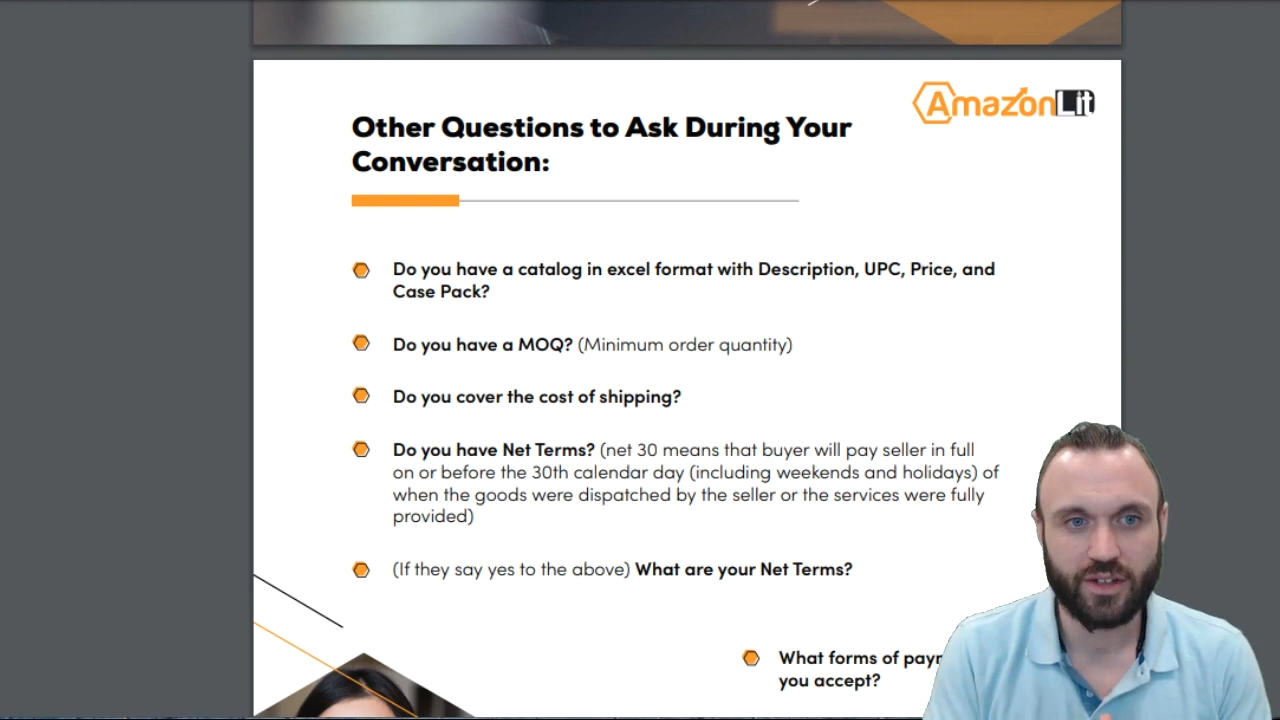 AmazonLit
Other Questions to Ask During Your
Conversation:
Do you have a catalog in excel format with Description, UPC, Price, and
Case Pack?
Do you have a MOQ? (Minimum order quantity)
Do you cover the cost of shipping?
Do you have Net Terms? (net 30 means that buyer will pay seller in full
on or before the 30th calendar day (including weekends and holidays) of
when the goods were dispatched by the seller or the services were fully
provided)
(If they say yes to the above) What are your Net Terms?
What forms of
you accept?